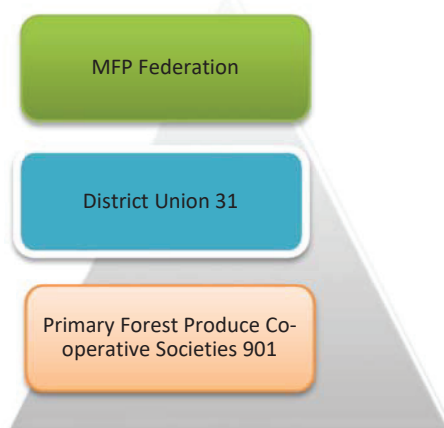 MFP Federation
District Union 31
Primary Forest Produce Co-
operative Societies 901